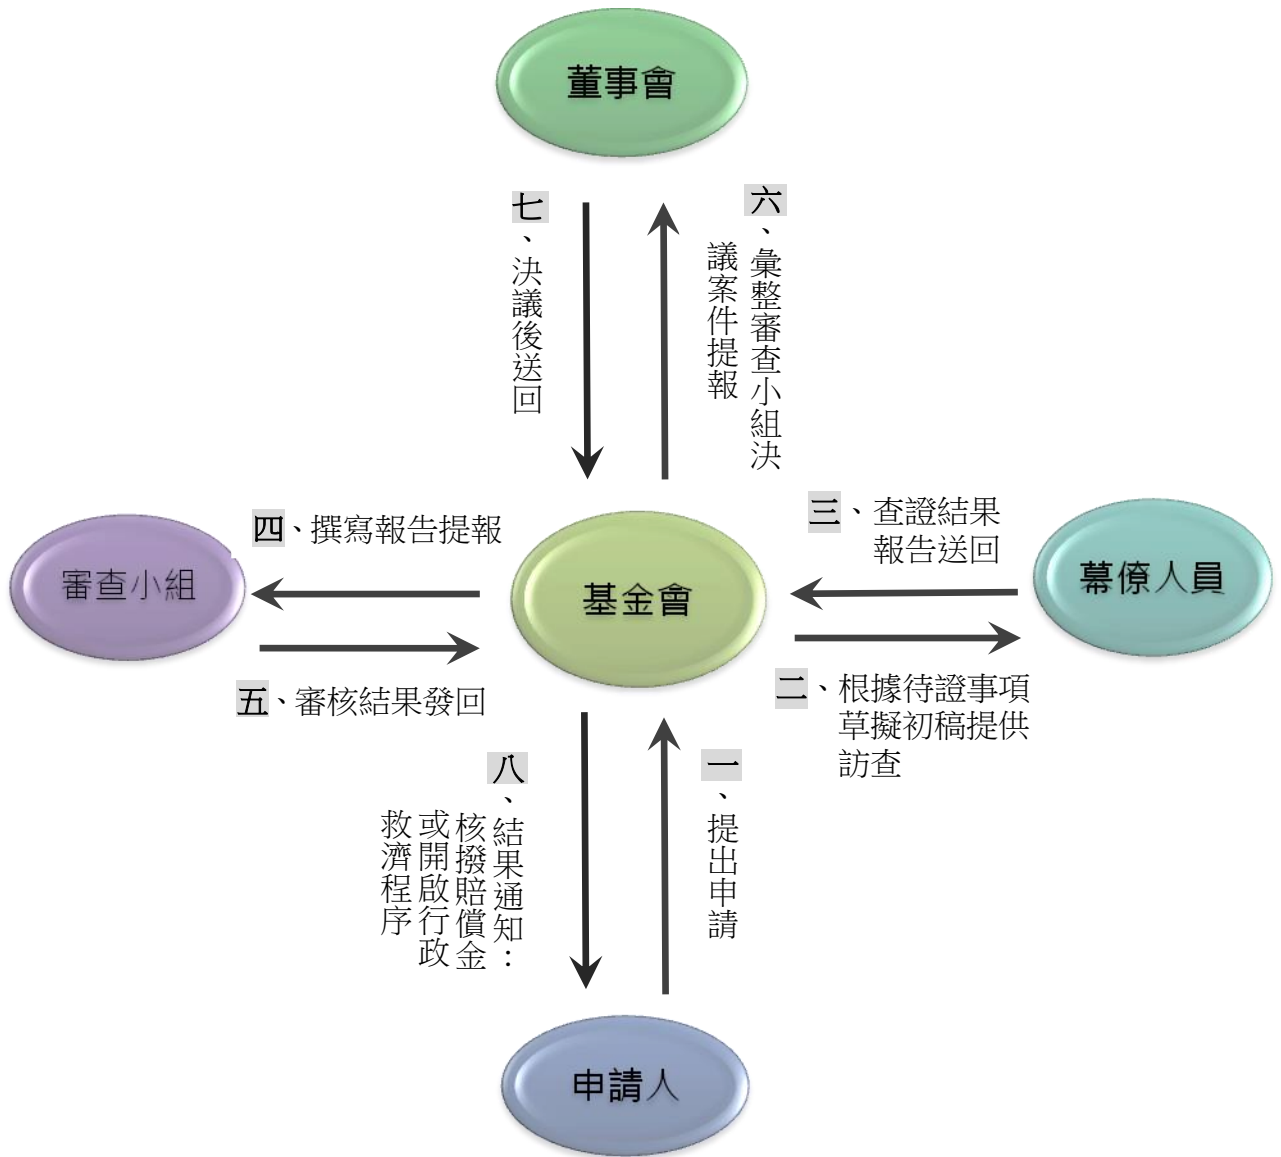 董事會
七、決議後送回
六、彙整審查小組決
議案件提報
四、撰寫報告提報
三、查證結果
報告送回
審查小組
基金會
幕僚人員
五、審核結果發回
二、根據待證事項
草擬初稿提供
訪查
八、結果通知：
核撥賠償金
或開啟行政
救濟程序
一、提出申請
申請人